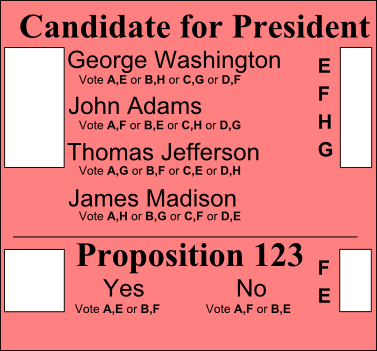 Candidate for President
George Washington
Vote A,E or B,H or C,G or D,F
John Adams
Vote A,F or B,E or C,H or D,G
Thomas Jefferson
Vote A,G or B,F or C,E or D,H
James Madison
Vote A,H or B,G or C,F or D,E
E
F
H
G
Proposition 123
Yes
Vote A,E or B,F
No
Vote A,F or B,E
F
E